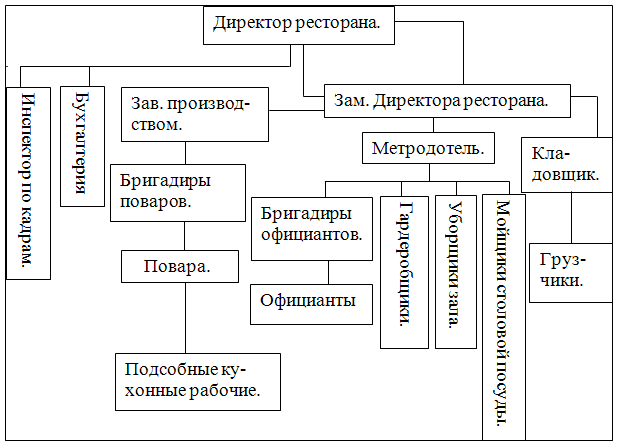 Директор ресторана.
Инспектор по кадрам.
Бухгалтерия
Зав. производ-
ством.
Зам. Директора ресторана.
Метродотель.
Кла-
довщик.
Бригадиры
поваров.
Бригадиры
официантов.
Гардеробщики.
Уборщики зала.
Мойщики столовой посуды.
Повара.
Официанты
Груз-
чики.
Подсобные ку-
хонные рабочие.